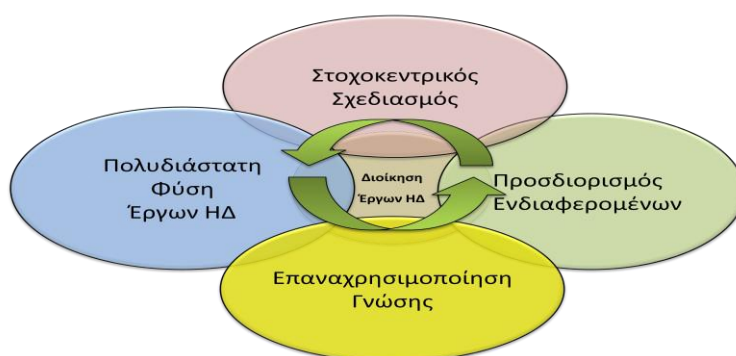 Στοχοκεντρικός
Σχεδιασμός
Πολυδιάστατη
Φύση
Έργων ΗΔ
Διοίκηση
Έργων ΗΔ
Προσδιορισμός
Ενδιαφερομένων
Επαναχρησιμοποίηση
Γνώσης